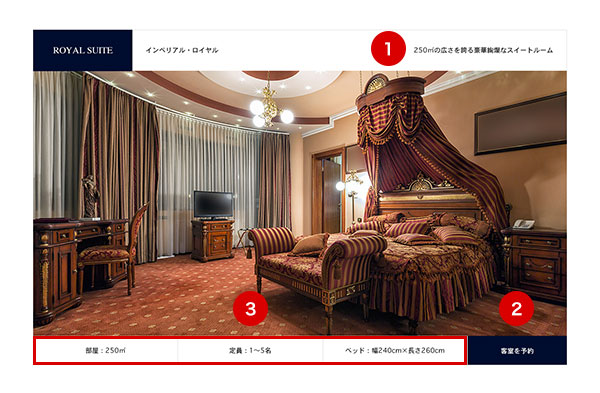 ROYAL SUITE
インペリアル・ロイヤル
1
250㎡の広さを誇る豪華絢爛なスイートルーム
3
2
部屋：250㎡
定員：1〜5名
ベッド：幅240cm×長さ260cm
客室を予約